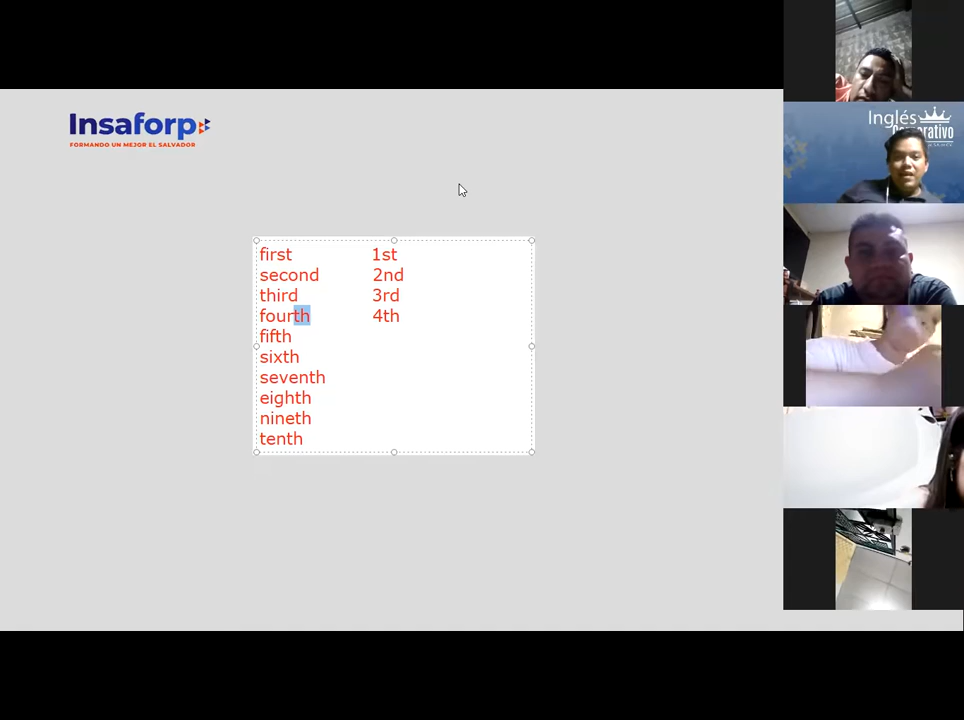 Insaforp
FORMANDO UN MEJOR EL SALVADOR
Inglés
Corporativo
first 1st
second 2nd
third 3rd
fourth 4th
fifth
sixth
seventh
eighth
nineth
tenth